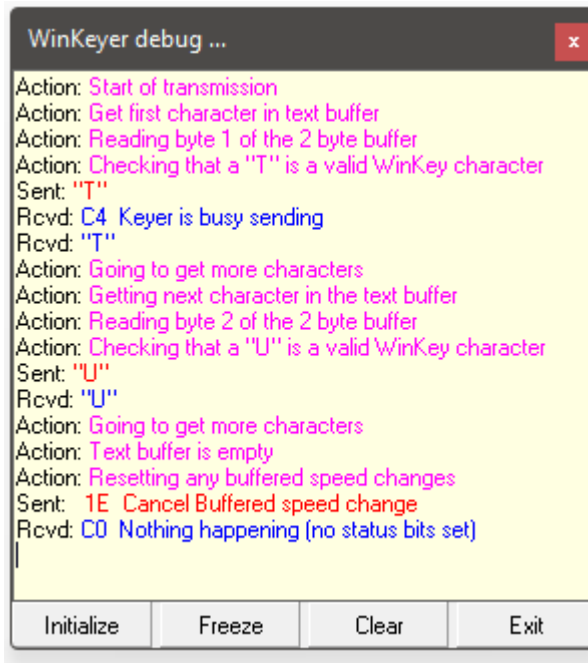 WinKeyer debug ...
x
Action: Start of transmission
Action: Get first character in text buffer
Action: Reading byte 1 of the 2 byte buffer
Action: Checking that a "T" is a valid WinKey character
Sent: "T"
Rcvd: C4 Keyer is busy sending
Rcvd: "T"
Action: Going to get more characters
Action: Getting next character in the text buffer
Action: Reading byte 2 of the 2 byte buffer
Action: Checking that a "U" is a valid WinKey character
Sent: "U"
Rcvd: "U"
Action: Going to get more characters
Action: Text buffer is empty
Action: Resetting any buffered speed changes
Sent: 1E Cancel Buffered speed change
Rcvd: C0 Nothing happening (no status bits set)
Initialize Freeze Clear Exit